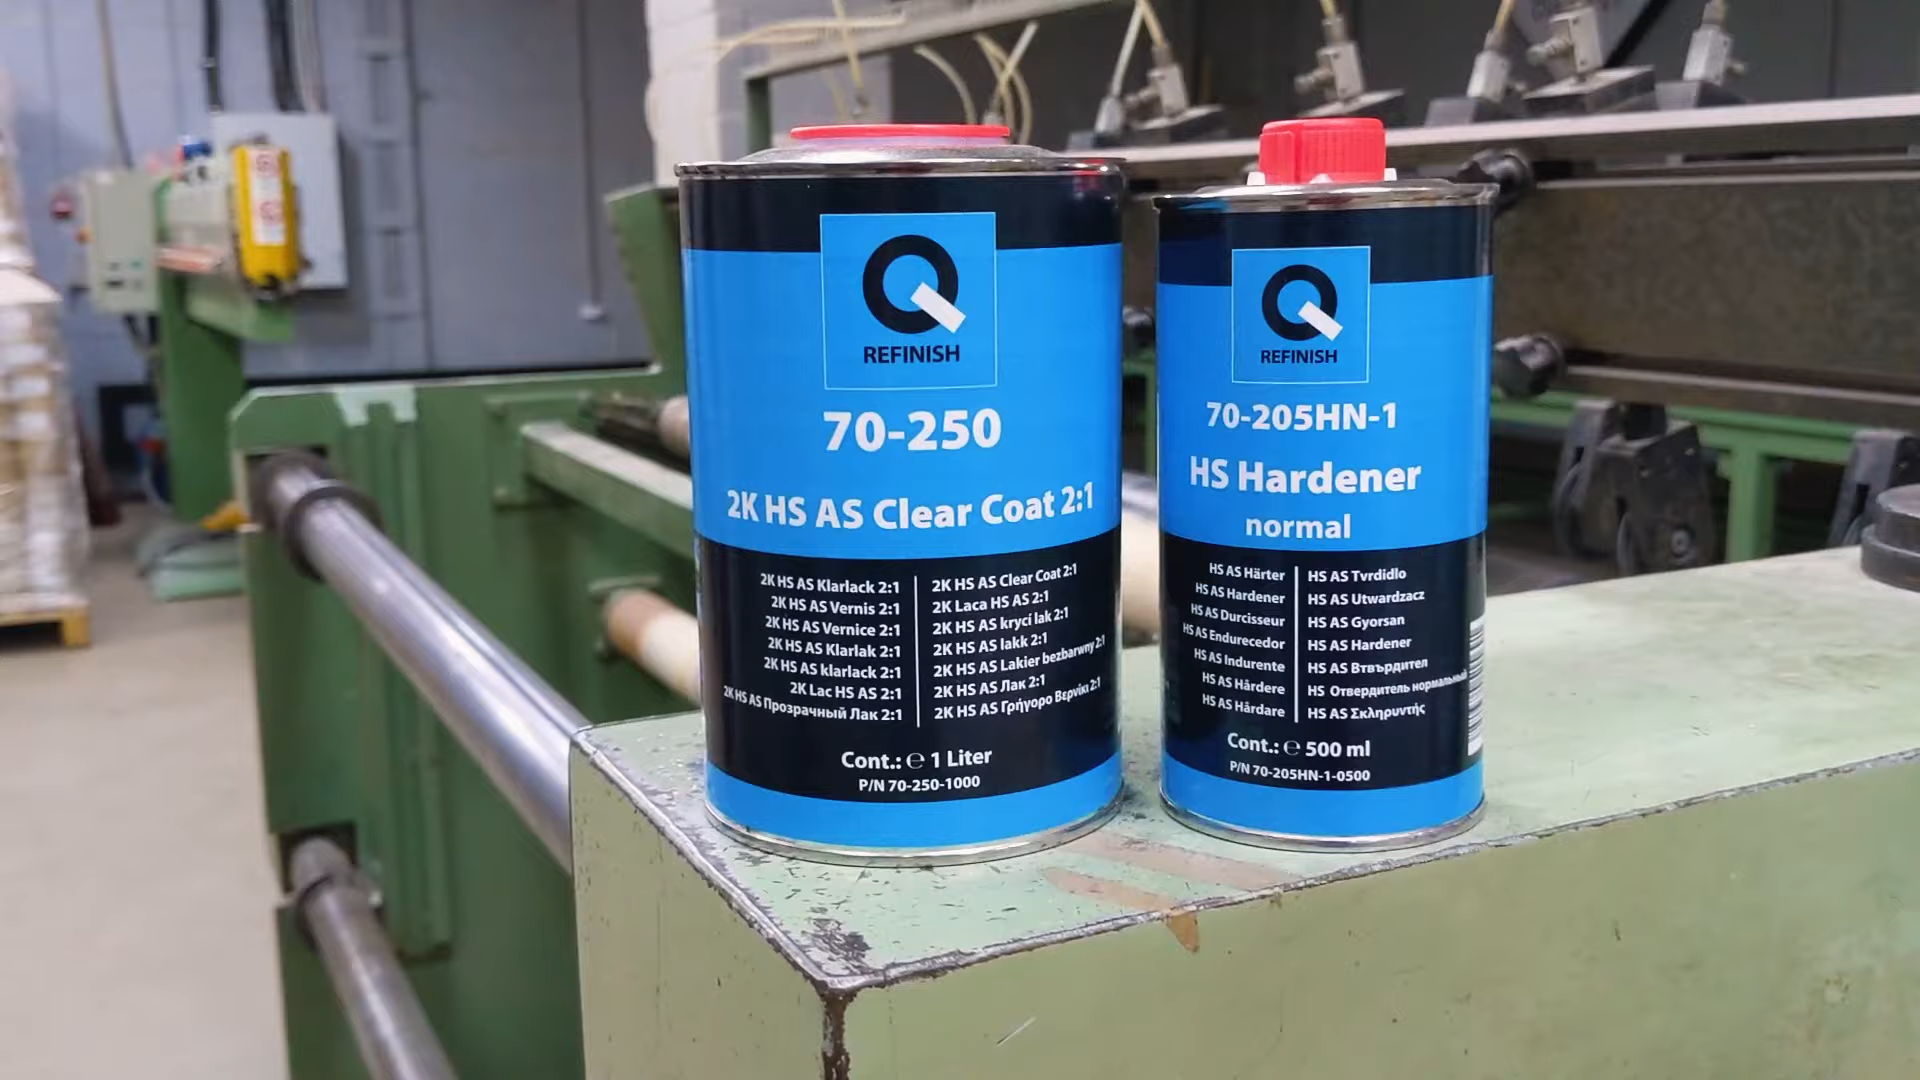 Q
REFINISH
70-250
2K HS AS Clear Coat 2:1
2K HS AS Klarlack 2:1
2K HS AS Vernis 2:1
2K HS AS Vernice 2:1
2K HS AS Klarlak 2:1
2K HS AS klarlack 2:1
2K Lac HS AS 2:1
2K HS AS Прозрачный Лак 2:1
2K HS AS Clear Coat 2:1
2K Laca HS AS 2:1
2K HS AS krycí lak 2:1
2K HS AS lakk 2:1
2K HS AS Lakier bezbarwny 2:1
2K HS AS Лак 2:1
2K HS AS Γρήγορο Βερνίκι 2:1
Cont.: ℮ 1 Liter
P/N 70-250-1000
Q
REFINISH
70-205HN-1
HS Hardener
normal
HS AS Härter
HS AS Hardener
HS AS Durcisseur
HS AS Endurecedor
HS AS Indurente
HS AS Hårdere
HS AS Hårdare
HS AS Tvrdidlo
HS AS Utwardzacz
HS AS Gyorsan
HS AS Hardener
HS AS Втвърдител
HS Отвердитель нормальный
HS AS Σκληρυντής
Cont.: ℮ 500 ml
P/N 70-205HN-1-0500